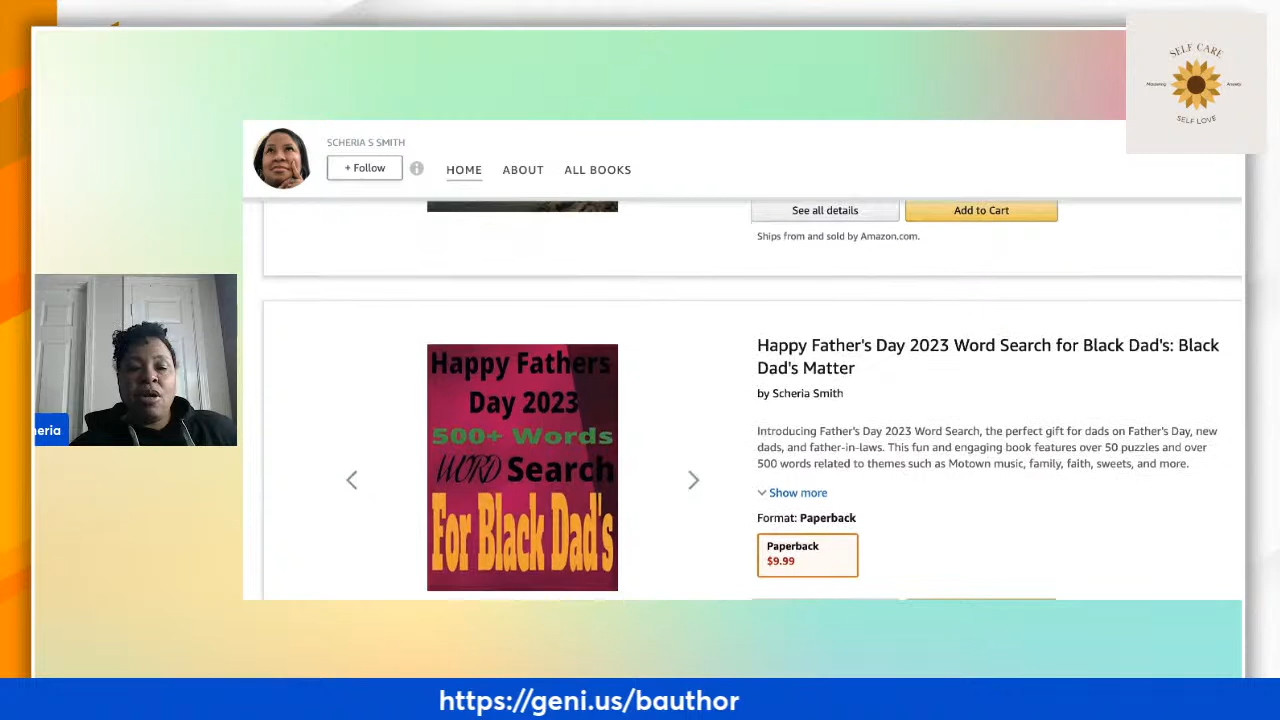 SELF CARE
Mastering Anxiety
SELF LOVE
SCHERIA S SMITH
+ Follow
HOME ABOUT ALL BOOKS
See all details Add to Cart
Ships from and sold by Amazon.com.
Happy Father's Day 2023 Word Search for Black Dad's: Black
Dad's Matter
by Scheria Smith
Introducing Father's Day 2023 Word Search, the perfect gift for dads on Father's Day, new
dads, and father-in-laws. This fun and engaging book features over 50 puzzles and over
500 words related to themes such as Motown music, family, faith, sweets, and more.
Show more
Format: Paperback
Paperback
$9.99
Happy Fathers
Day 2023
500+ Words
WORD Search
For Black Dad's
heria
https://geni.us/bauthor